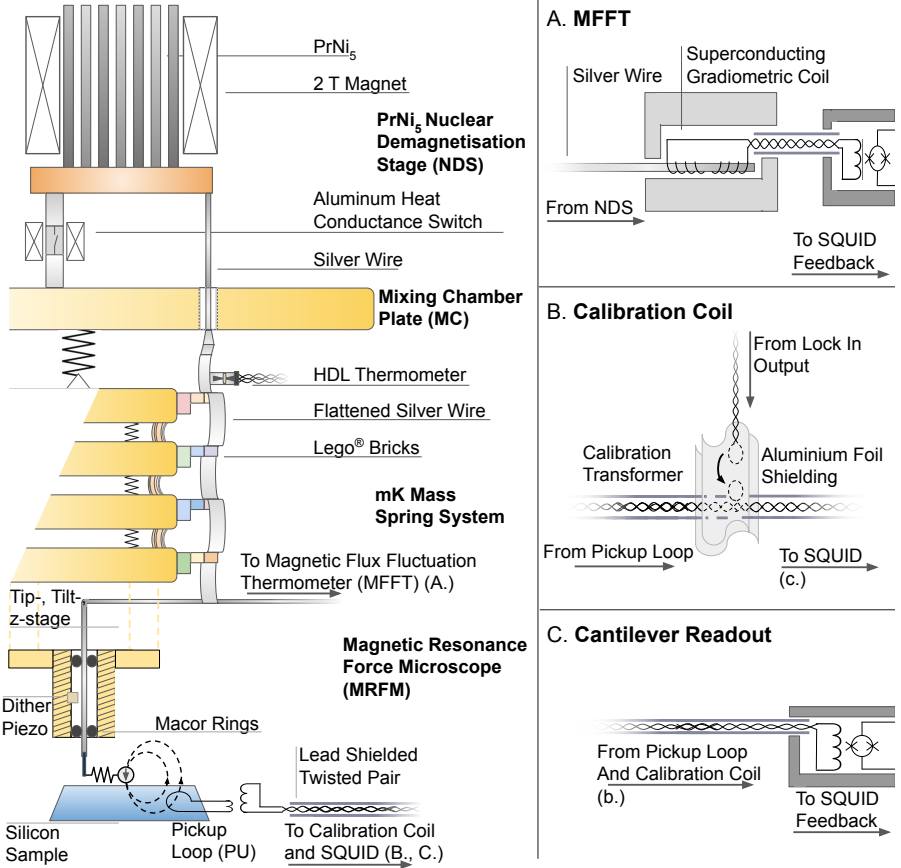 PrNi5
2 T Magnet
PrNi5 Nuclear
Demagnetisation
Stage (NDS)
Aluminum Heat
Conductance Switch
Silver Wire
Mixing Chamber
Plate (MC)
HDL Thermometer
Flattened Silver Wire
Lego® Bricks
mK Mass
Spring System
To Magnetic Flux Fluctuation
Thermometer (MFFT) (A.)
Tip-, Tilt-
z-stage
Magnetic Resonance
Force Microscope
(MRFM)
Dither
Piezo
Macor Rings
Lead Shielded
Twisted Pair
Silicon
Sample
Pickup
Loop (PU)
To Calibration Coil
and SQUID (B., C.)
A. MFFT
Superconducting
Gradiometric Coil
Silver Wire
From NDS
To SQUID
Feedback
B. Calibration Coil
From Lock In
Output
Calibration
Transformer
Aluminium Foil
Shielding
From Pickup Loop
To SQUID
(c.)
C. Cantilever Readout
From Pickup Loop
And Calibration Coil
(b.)
To SQUID
Feedback